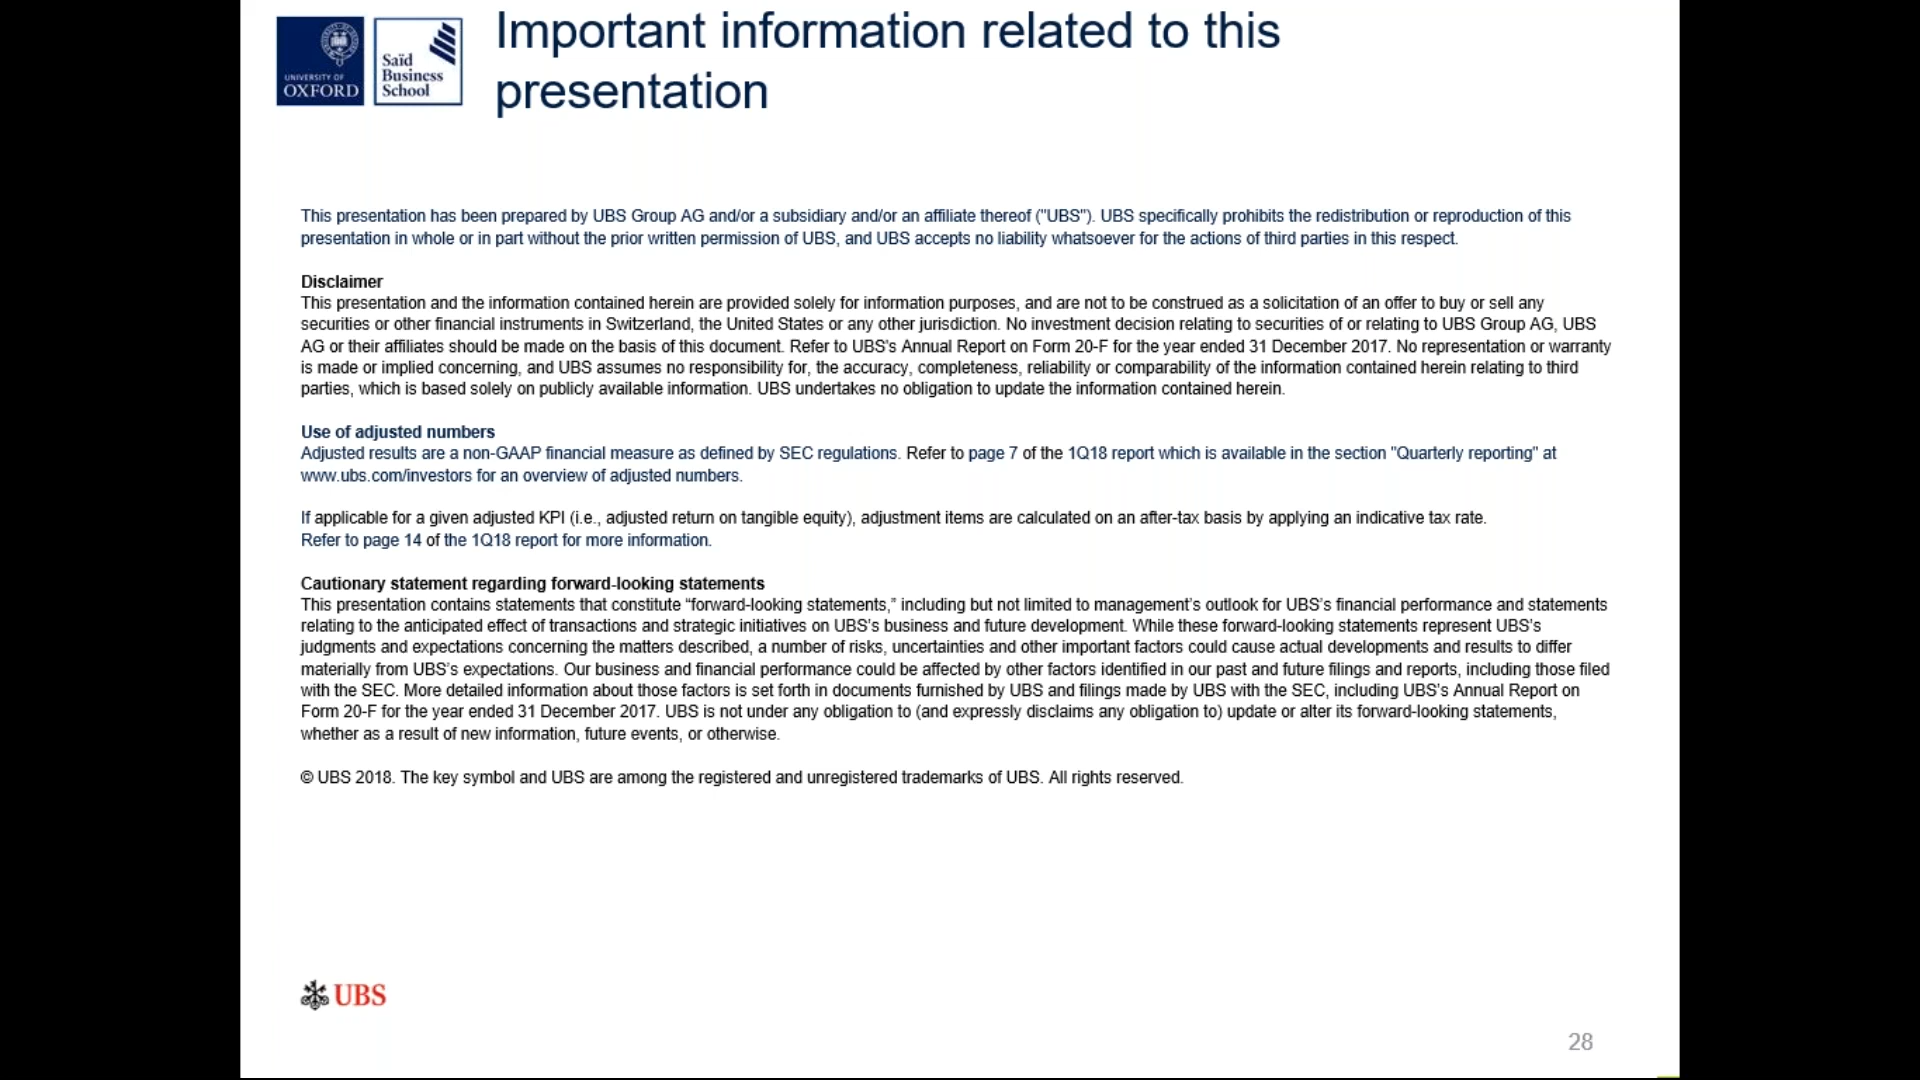 UNIVERSITY OF
OXFORD
Saïd
Business
School
Important information related to this
presentation
This presentation has been prepared by UBS Group AG and/or a subsidiary and/or an affiliate thereof ("UBS"). UBS specifically prohibits the redistribution or reproduction of this
presentation in whole or in part without the prior written permission of UBS, and UBS accepts no liability whatsoever for the actions of third parties in this respect.
Disclaimer
This presentation and the information contained herein are provided solely for information purposes, and are not to be construed as a solicitation of an offer to buy or sell any
securities or other financial instruments in Switzerland, the United States or any other jurisdiction. No investment decision relating to securities of or relating to UBS Group AG, UBS
AG or their affiliates should be made on the basis of this document. Refer to UBS's Annual Report on Form 20-F for the year ended 31 December 2017. No representation or warranty
is made or implied concerning, and UBS assumes no responsibility for, the accuracy, completeness, reliability or comparability of the information contained herein relating to third
parties, which is based solely on publicly available information. UBS undertakes no obligation to update the information contained herein.
Use of adjusted numbers
Adjusted results are a non-GAAP financial measure as defined by SEC regulations. Refer to page 7 of the 1Q18 report which is available in the section "Quarterly reporting" at
www.ubs.com/investors for an overview of adjusted numbers.
If applicable for a given adjusted KPI (i.e., adjusted return on tangible equity), adjustment items are calculated on an after-tax basis by applying an indicative tax rate.
Refer to page 14 of the 1Q18 report for more information.
Cautionary statement regarding forward-looking statements
This presentation contains statements that constitute “forward-looking statements,” including but not limited to management’s outlook for UBS’s financial performance and statements
relating to the anticipated effect of transactions and strategic initiatives on UBS’s business and future development. While these forward-looking statements represent UBS’s
judgments and expectations concerning the matters described, a number of risks, uncertainties and other important factors could cause actual developments and results to differ
materially from UBS’s expectations. Our business and financial performance could be affected by other factors identified in our past and future filings and reports, including those filed
with the SEC. More detailed information about those factors is set forth in documents furnished by UBS and filings made by UBS with the SEC, including UBS’s Annual Report on
Form 20-F for the year ended 31 December 2017. UBS is not under any obligation to (and expressly disclaims any obligation to) update or alter its forward-looking statements,
whether as a result of new information, future events, or otherwise.
© UBS 2018. The key symbol and UBS are among the registered and unregistered trademarks of UBS. All rights reserved.
UBS
28